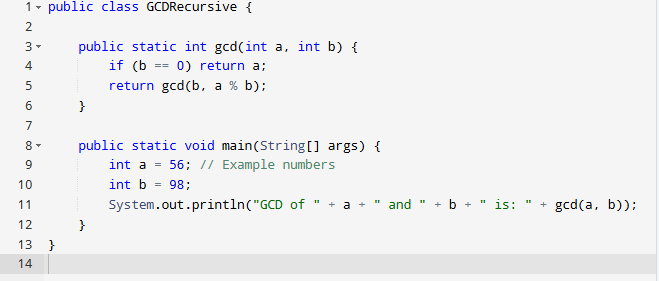 1 public class GCDRecursive {
2
3     public static int gcd(int a, int b) {
4         if (b == 0) return a;
5         return gcd(b, a % b);
6     }
7
8     public static void main(String[] args) {
9         int a = 56; // Example numbers
10         int b = 98;
11         System.out.println("GCD of " + a + " and " + b + " is: " + gcd(a, b));
12     }
13 }
14